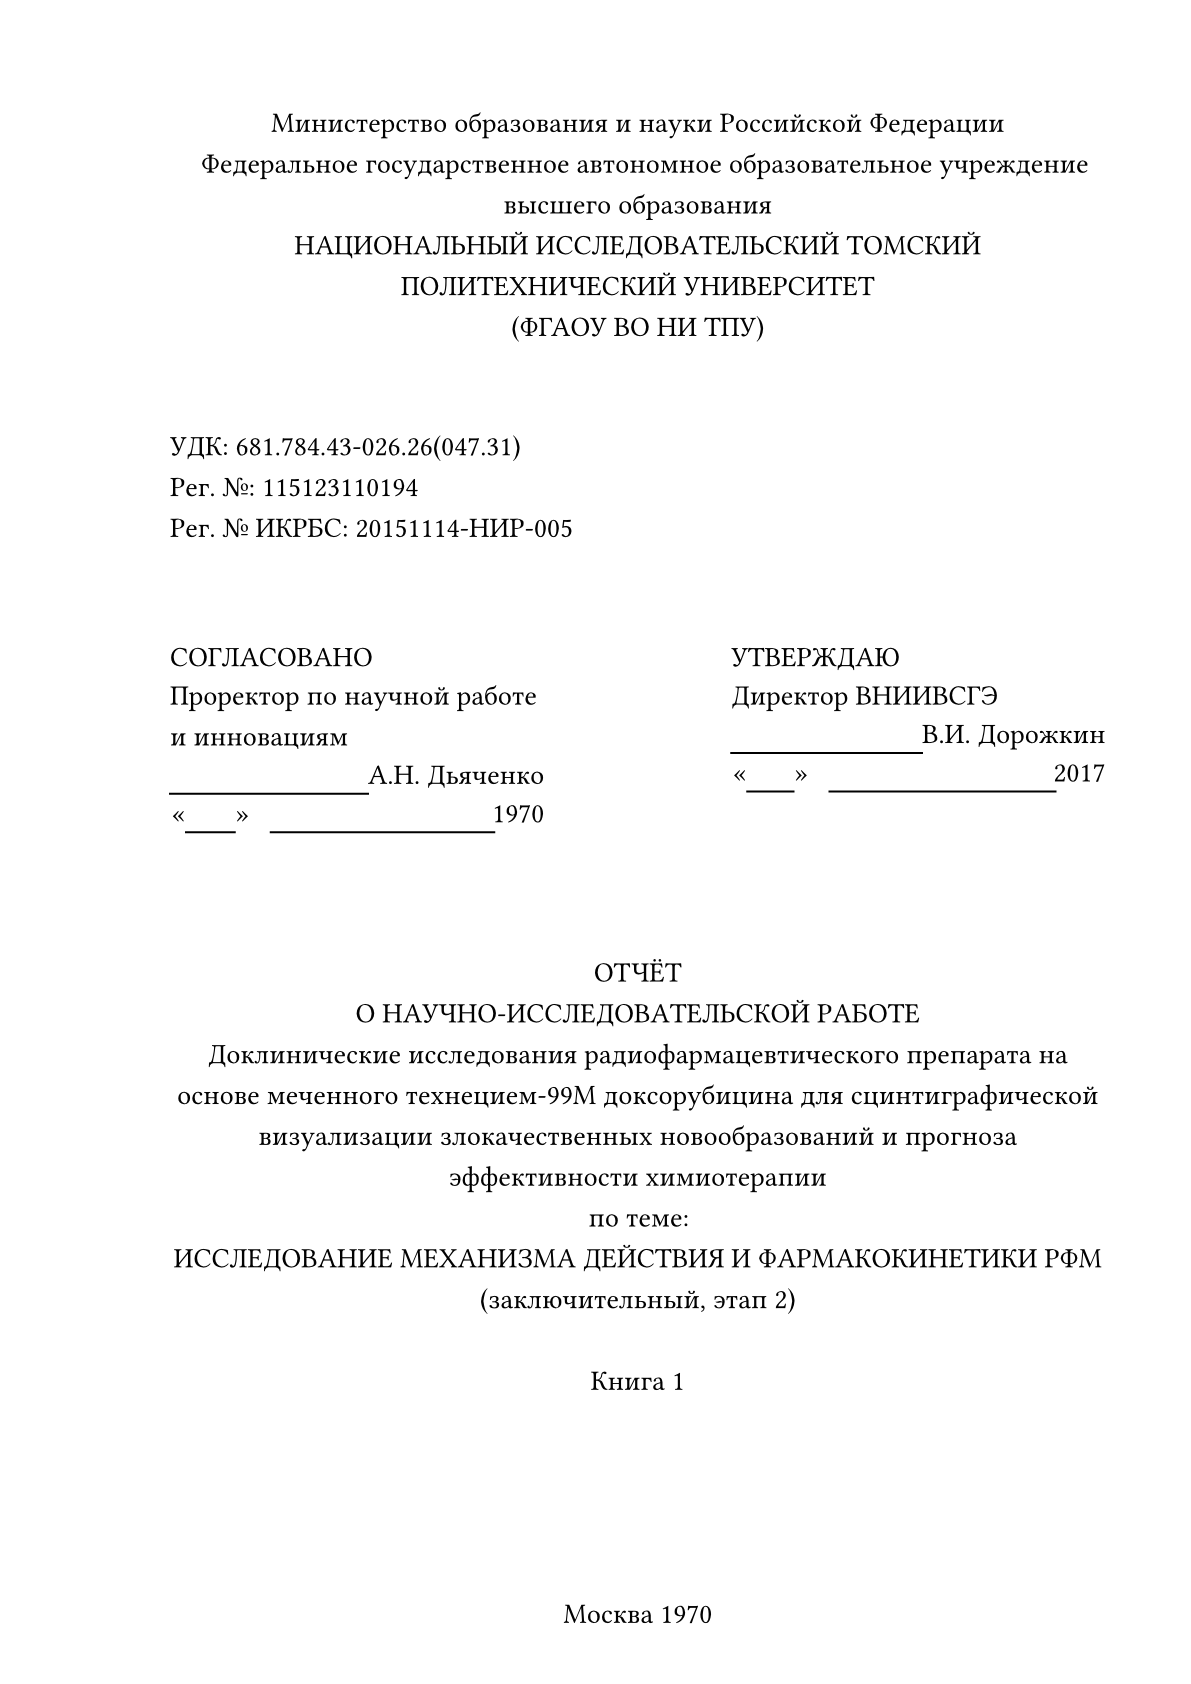 Министерство образования и науки Российской Федерации
Федеральное государственное автономное образовательное учреждение
высшего образования
НАЦИОНАЛЬНЫЙ ИССЛЕДОВАТЕЛЬСКИЙ ТОМСКИЙ
ПОЛИТЕХНИЧЕСКИЙ УНИВЕРСИТЕТ
(ФГАОУ ВО НИ ТПУ)
УДК: 681.784.43-026.26(047.31)
Рег. №: 115123110194
Рег. № ИКРБС: 20151114-НИР-005
СОГЛАСОВАНО
Проректор по научной работе
и инновациям
____________А.Н. Дьяченко
«___» ______________1970
УТВЕРЖДАЮ
Директор ВНИИВСГЭ
____________В.И. Дорожкин
«___» ______________2017
ОТЧЁТ
О НАУЧНО-ИССЛЕДОВАТЕЛЬСКОЙ РАБОТЕ
Доклинические исследования радиофармацевтического препарата на
основе меченного технецием-99М доксорубицина для сцинтиграфической
визуализации злокачественных новообразований и прогноза
эффективности химиотерапии
по теме:
ИССЛЕДОВАНИЕ МЕХАНИЗМА ДЕЙСТВИЯ И ФАРМАКОКИНЕТИКИ РФМ
(заключительный, этап 2)
Книга 1
Москва 1970